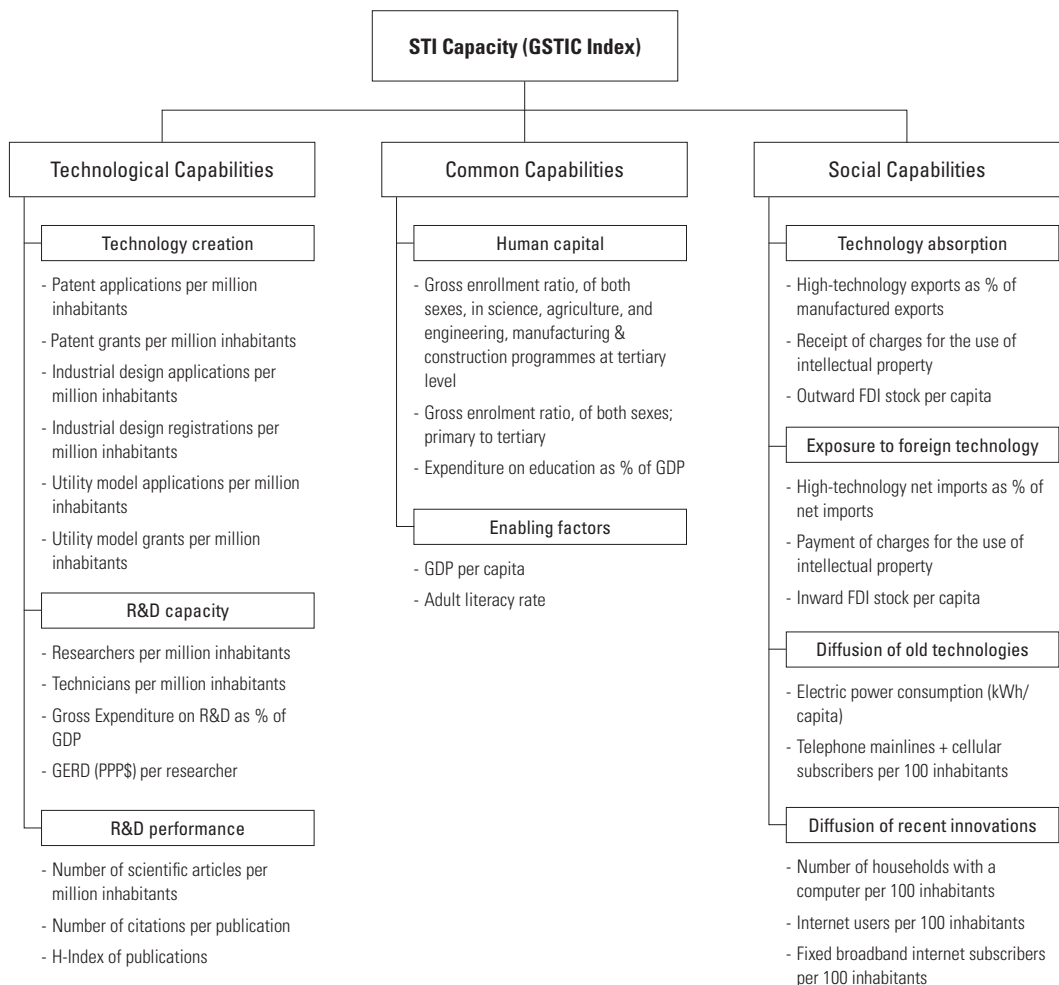 STI Capacity (GSTIC Index)
Technological Capabilities
Technology creation
- Patent applications per million
inhabitants
- Patent grants per million inhabitants
- Industrial design applications per
million inhabitants
- Industrial design registrations per
million inhabitants
- Utility model applications per million
inhabitants
- Utility model grants per million
inhabitants
R&D capacity
- Researchers per million inhabitants
- Technicians per million inhabitants
- Gross Expenditure on R&D as % of
GDP
- GERD (PPP$) per researcher
R&D performance
- Number of scientific articles per
million inhabitants
- Number of citations per publication
- H-Index of publications
Common Capabilities
Human capital
- Gross enrollment ratio, of both
sexes, in science, agriculture, and
engineering, manufacturing &
construction programmes at tertiary
level
- Gross enrolment ratio, of both sexes;
primary to tertiary
- Expenditure on education as % of GDP
Enabling factors
- GDP per capita
- Adult literacy rate
Social Capabilities
Technology absorption
- High-technology exports as % of
manufactured exports
- Receipt of charges for the use of
intellectual property
- Outward FDI stock per capita
Exposure to foreign technology
- High-technology net imports as % of
net imports
- Payment of charges for the use of
intellectual property
- Inward FDI stock per capita
Diffusion of old technologies
- Electric power consumption (kWh/
capita)
- Telephone mainlines + cellular
subscribers per 100 inhabitants
Diffusion of recent innovations
- Number of households with a
computer per 100 inhabitants
- Internet users per 100 inhabitants
- Fixed broadband internet subscribers
per 100 inhabitants